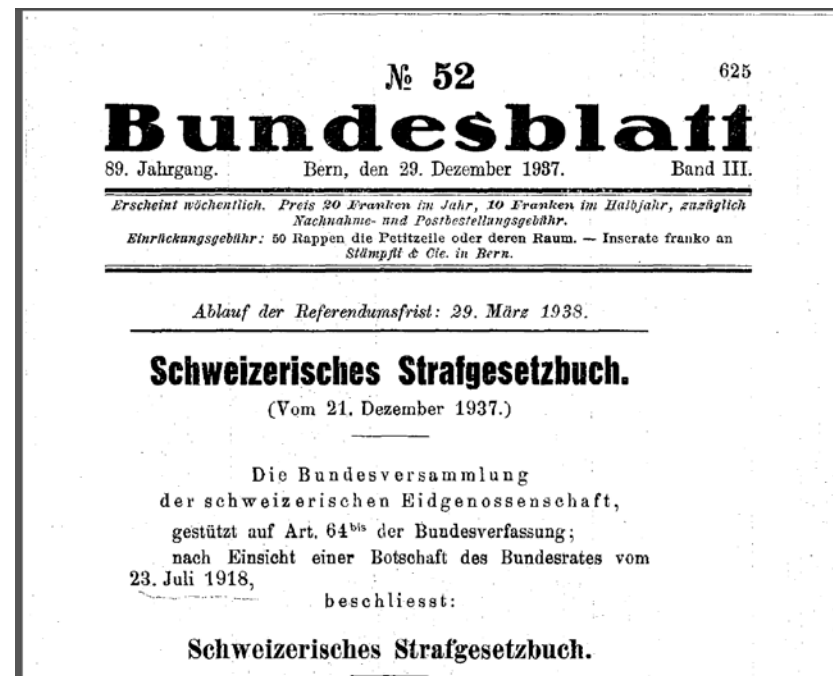 № 52
625
Bundesblatt
89. Jahrgang. Bern, den 29. Dezember 1937. Band III.
Erscheint wöchentlich. Preis 20 Franken im Jahr, 10 Franken im Halbjahr, zuzüglich
Nachnahme- und Postbestellungsgebühr.
Einrückungsgebühr: 50 Rappen die Petitzeile oder deren Raum. — Inserate franko an
Stämpfli & Cie. in Bern.
Ablauf der Referendumsfrist: 29. März 1938.
Schweizerisches Strafgesetzbuch.
(Vom 21. Dezember 1937.)
Die Bundesversammlung
der schweizerischen Eidgenossenschaft,
gestützt auf Art. 64bis der Bundesverfassung;
nach Einsicht einer Botschaft des Bundesrates vom
23. Juli 1918,
beschliesst:
Schweizerisches Strafgesetzbuch.